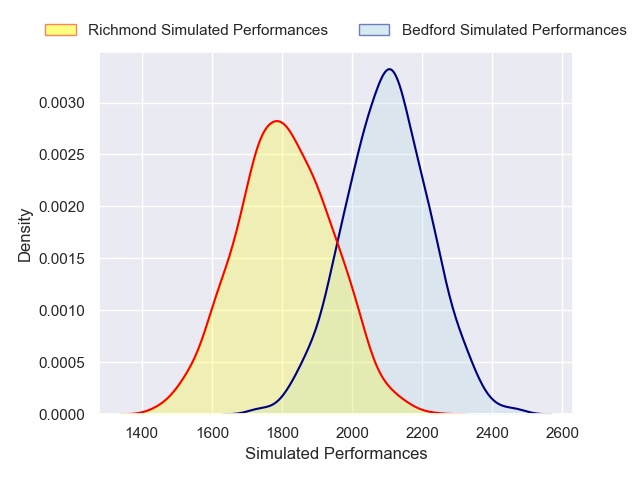 Richmond Simulated Performances Bedford Simulated Performances
0.0030
0.0025
0.0020
0.0015
0.0010
0.0005
0.0000
Density
1400 1600 1800 2000 2200 2400 2600
Simulated Performances